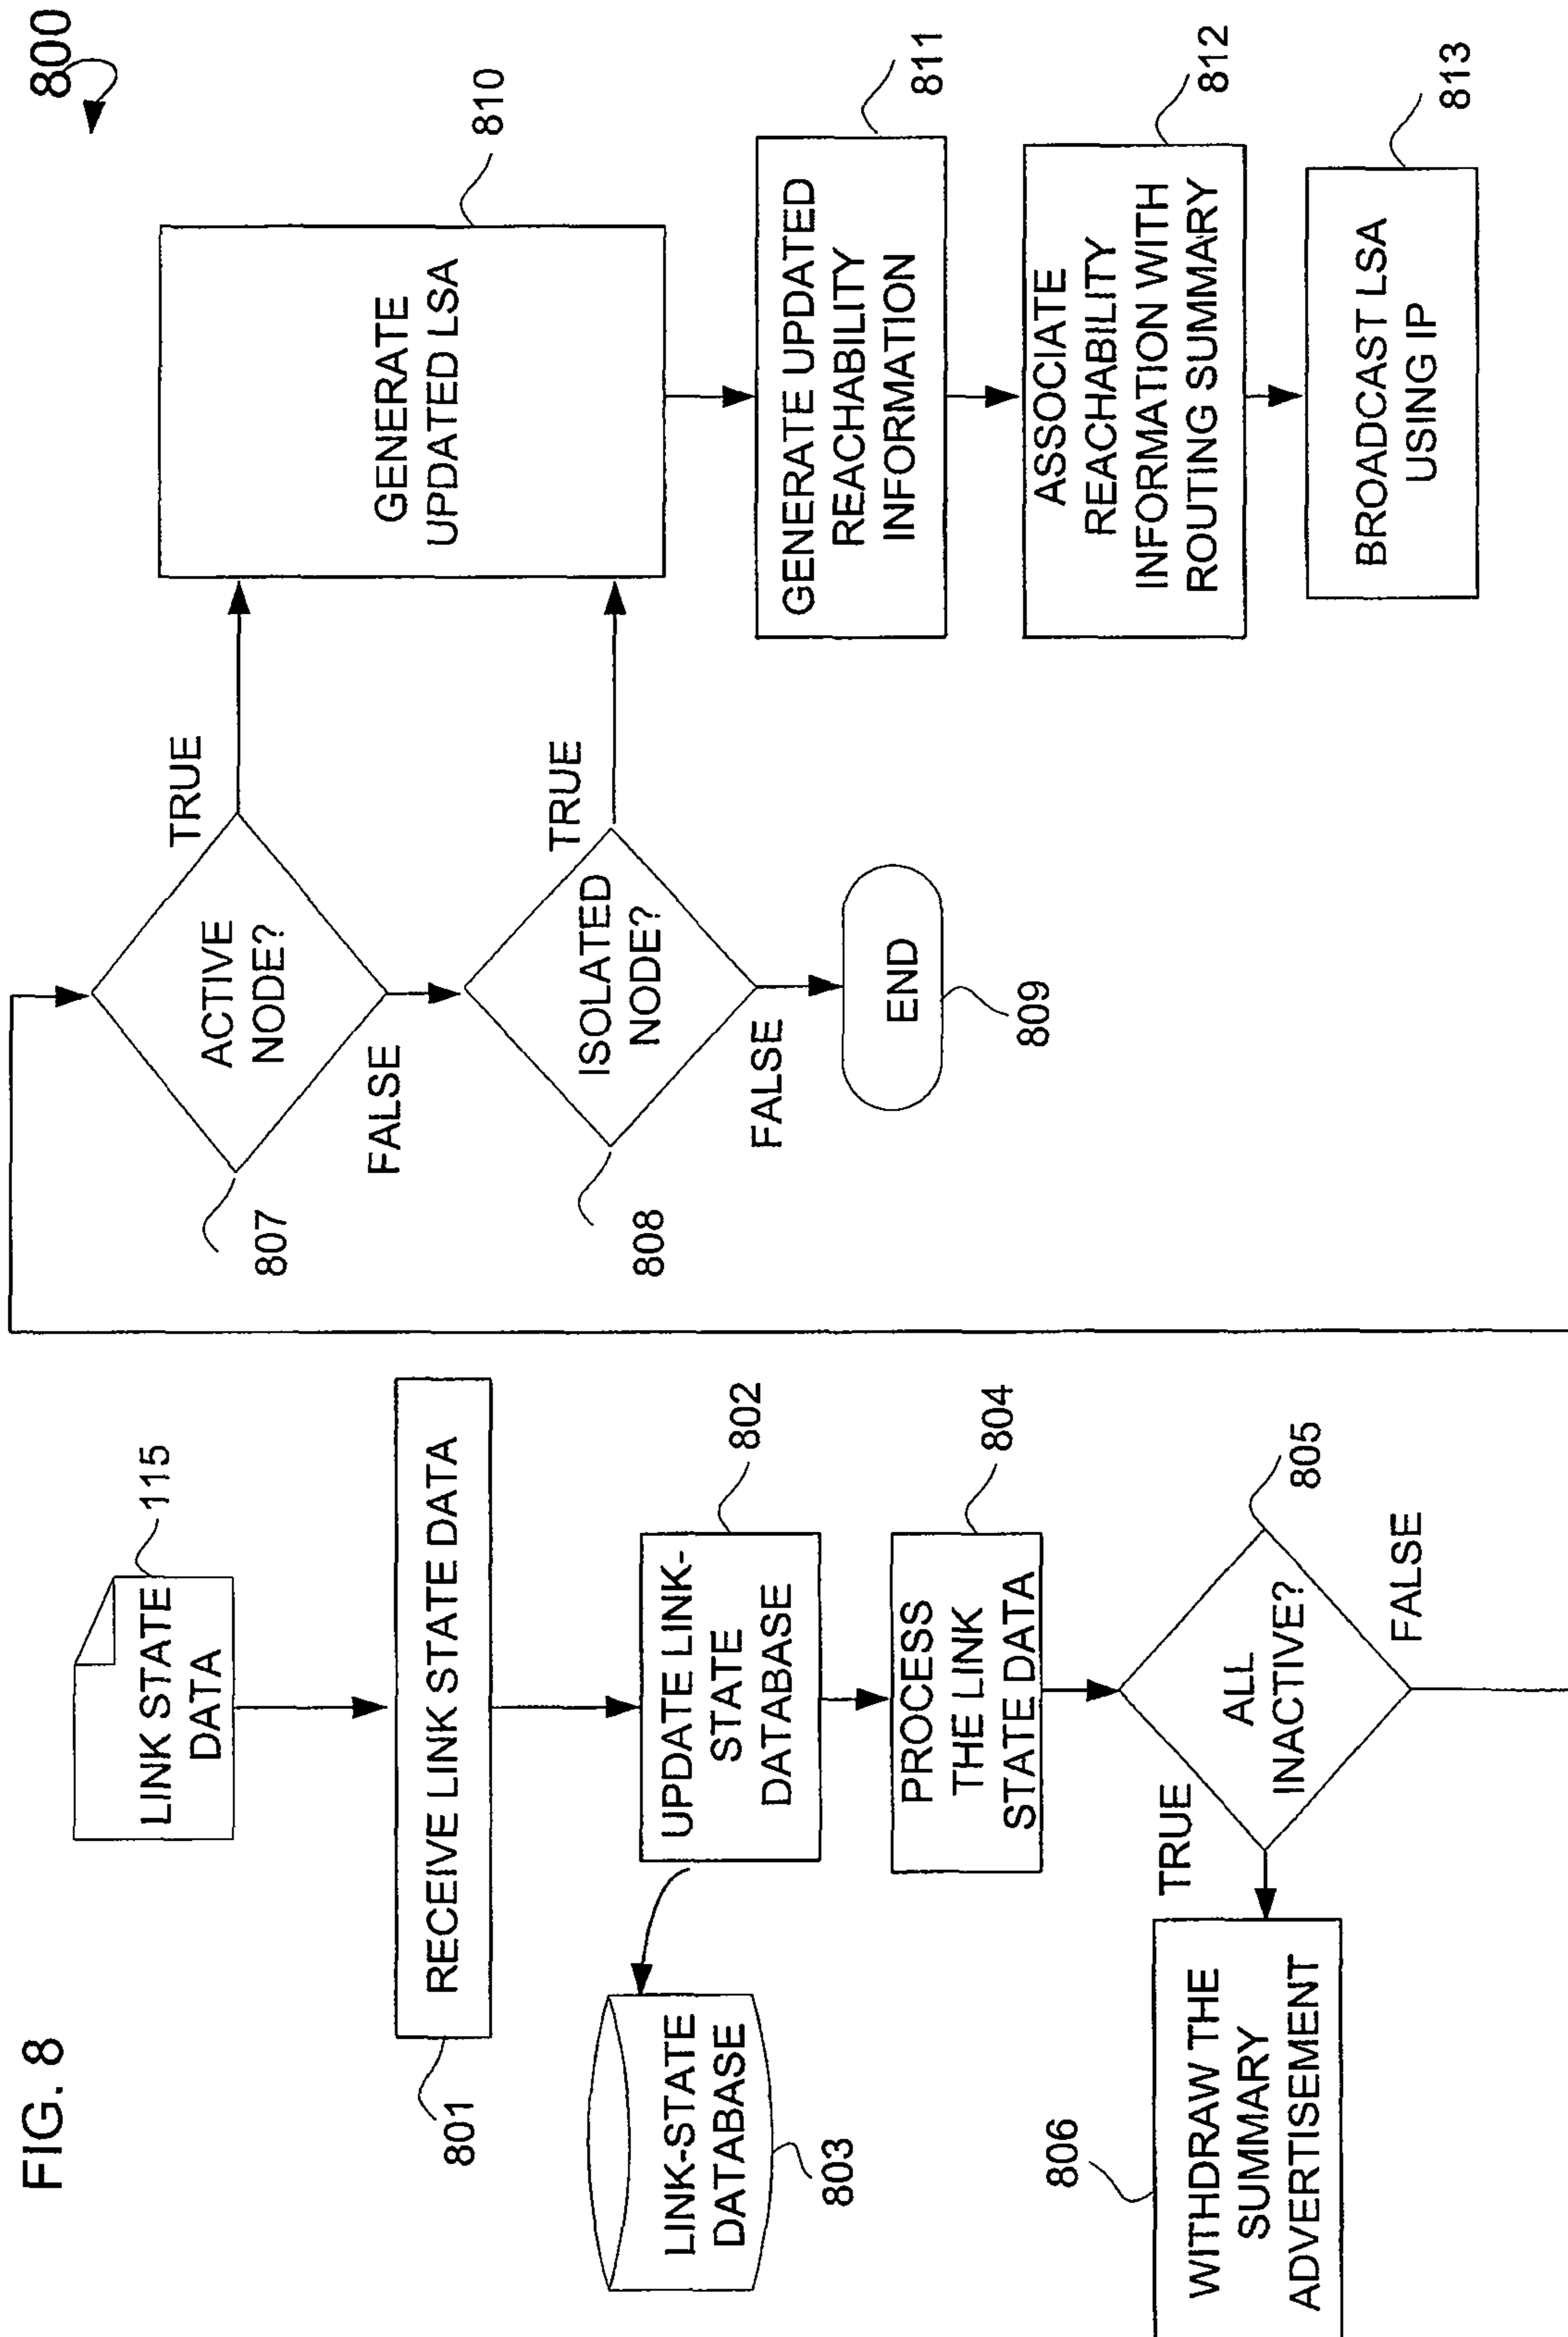 FIG. 8
800
LINK STATE
DATA
115
RECEIVE LINK STATE DATA
801
UPDATE LINK-
STATE
DATABASE
802
LINK-STATE
DATABASE
803
PROCESS
THE LINK
STATE DATA
804
ALL
INACTIVE?
805
TRUE
FALSE
WITHDRAW THE
SUMMARY
ADVERTISEMENT
806
ACTIVE
NODE?
807
TRUE
FALSE
ISOLATED
NODE?
808
TRUE
FALSE
END
809
GENERATE
UPDATED LSA
810
GENERATE UPDATED
REACHABILITY
INFORMATION
811
ASSOCIATE
REACHABILITY
INFORMATION WITH
ROUTING SUMMARY
812
BROADCAST LSA
USING IP
813